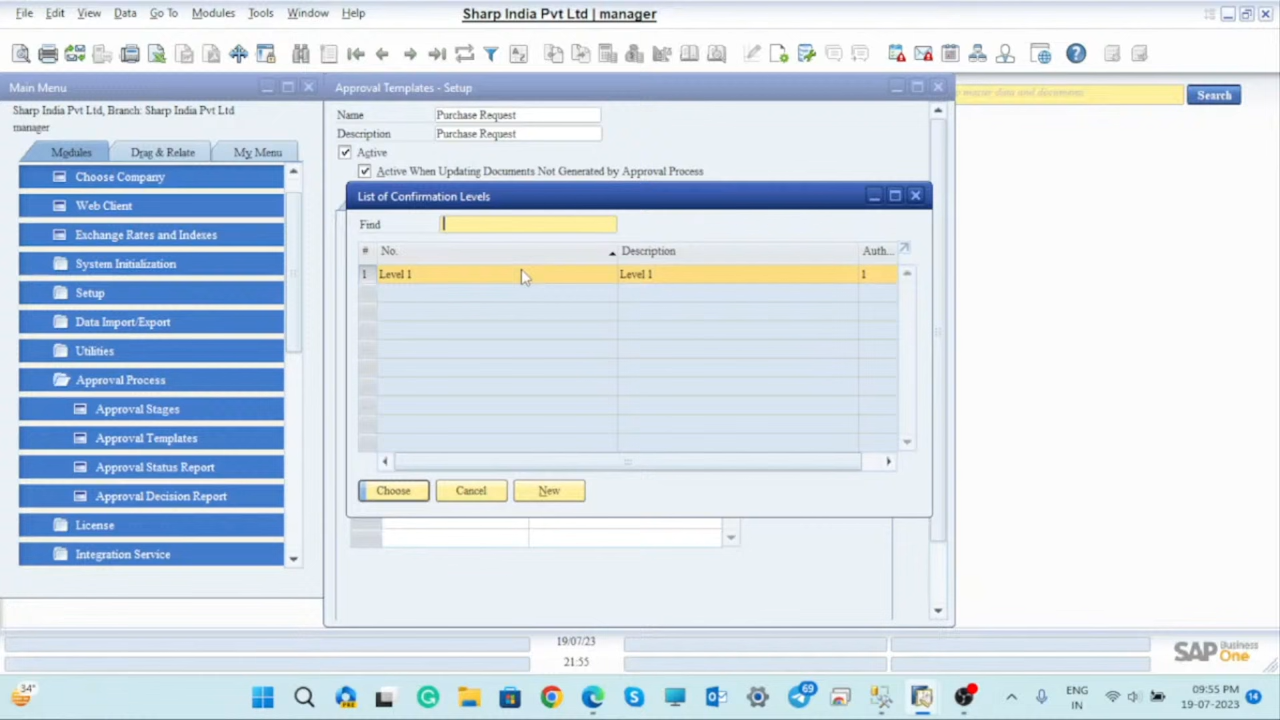 File Edit View Data Go To Modules Tools Window Help
Sharp India Pvt Ltd | manager
Main Menu
Sharp India Pvt Ltd, Branch: Sharp India Pvt Ltd
manager
Modules Drag & Relate My Menu
Choose Company
Web Client
Exchange Rates and Indexes
System Initialization
Setup
Data Import/Export
Utilities
Approval Process
Approval Stages
Approval Templates
Approval Status Report
Approval Decision Report
License
Integration Service
Approval Templates - Setup
Name Purchase Request
Description Purchase Request
Active
Active When Updating Documents Not Generated by Approval Process
List of Confirmation Levels
Find
# No. Description Auth...
1 Level 1 Level 1 1
Choose Cancel New
data and documents
Search
19/07/23
21:55
SAP Business One
34°
69
ENG
IN
09:55 PM
19-07-2023
14